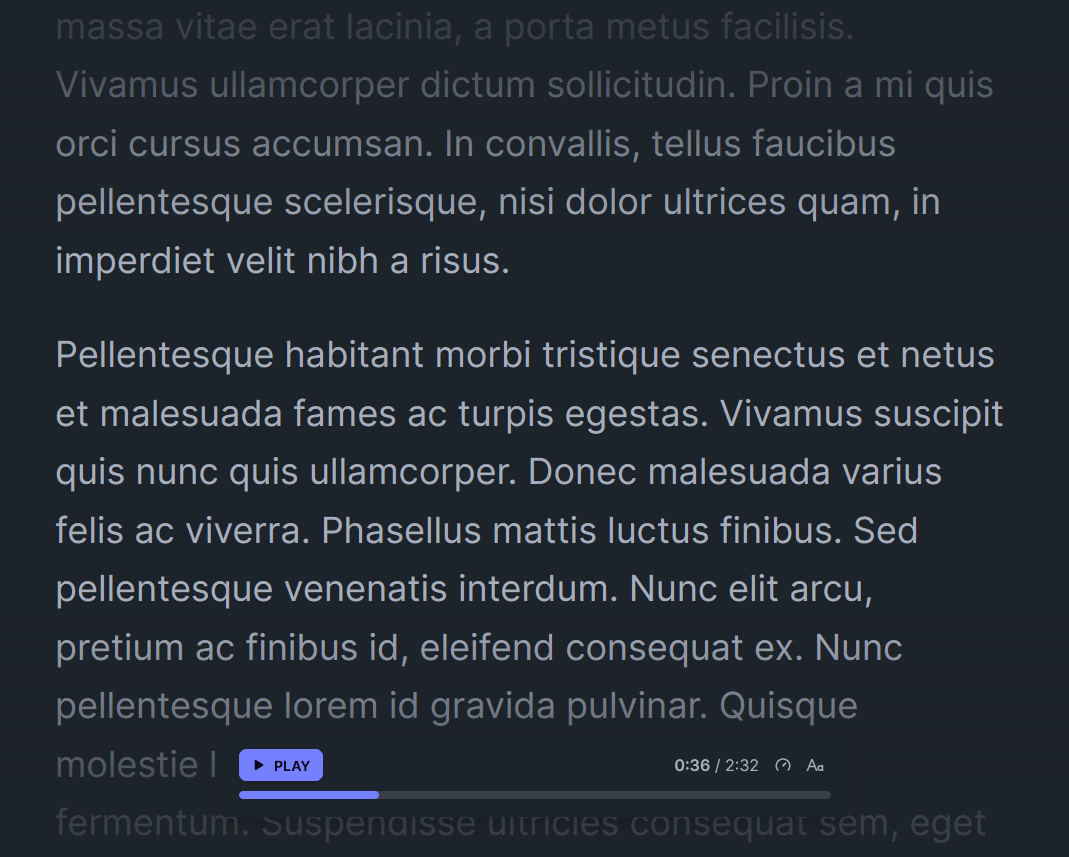 massa vitae erat lacinia, a porta metus facilisis.
Vivamus ullamcorper dictum sollicitudin. Proin a mi quis
orci cursus accumsan. In convallis, tellus faucibus
pellentesque scelerisque, nisi dolor ultrices quam, in
imperdiet velit nibh a risus.
Pellentesque habitant morbi tristique senectus et netus
et malesuada fames ac turpis egestas. Vivamus suscipit
quis nunc quis ullamcorper. Donec malesuada varius
felis ac viverra. Phasellus mattis luctus finibus. Sed
pellentesque venenatis interdum. Nunc elit arcu,
pretium ac finibus id, eleifend consequat ex. Nunc
pellentesque lorem id gravida pulvinar. Quisque
molestie
PLAY
0:36 / 2:32
Aa
fermentum. Suspendisse ultricies consequat sem, eget